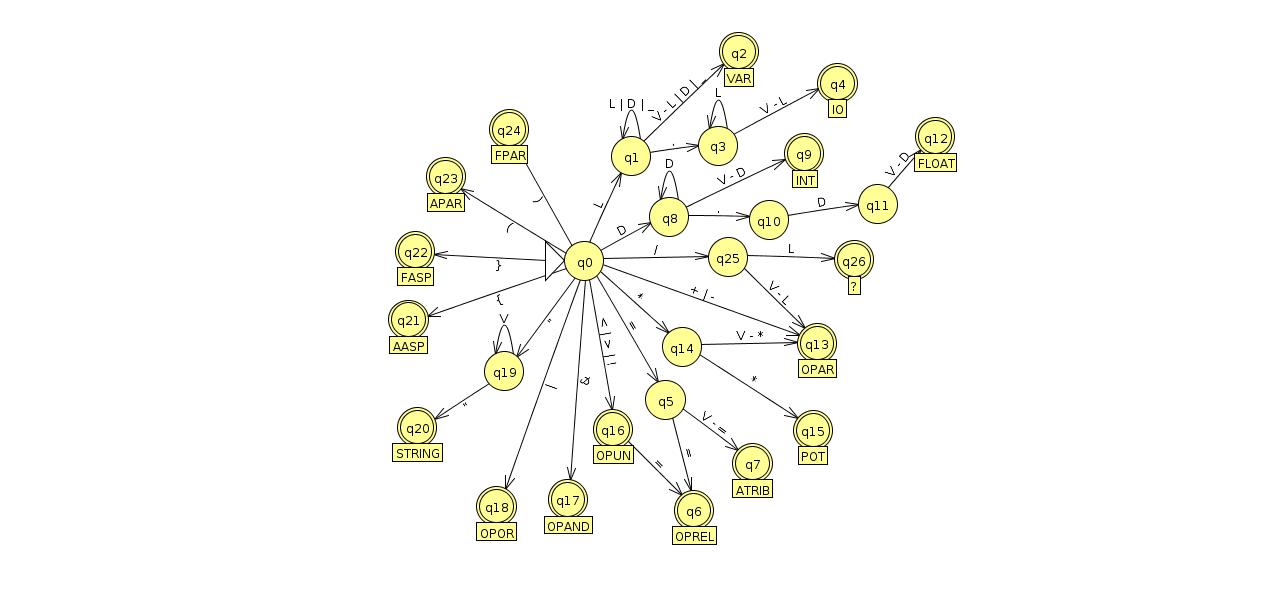 q2
VAR
q4
IO
V - L | D | _
V - L
L
L | D | _
q24
FPAR
q1
.
q3
q12
FLOAT
q9
INT
V - D
V - D
D
q23
APAR
)
L
D
q8
.
q10
D
q11
(
q22
FASP
}
q0
/
q25
L
q26
?
{
V - L
+ | -
*
q21
AASP
V
"
< | > | !
=
q14
V - *
q13
OPAR
q19
|
&
q5
*
"
q20
STRING
q16
OPUN
V - =
q15
POT
=
=
q7
ATRIB
q18
OPOR
q17
OPAND
q6
OPREL